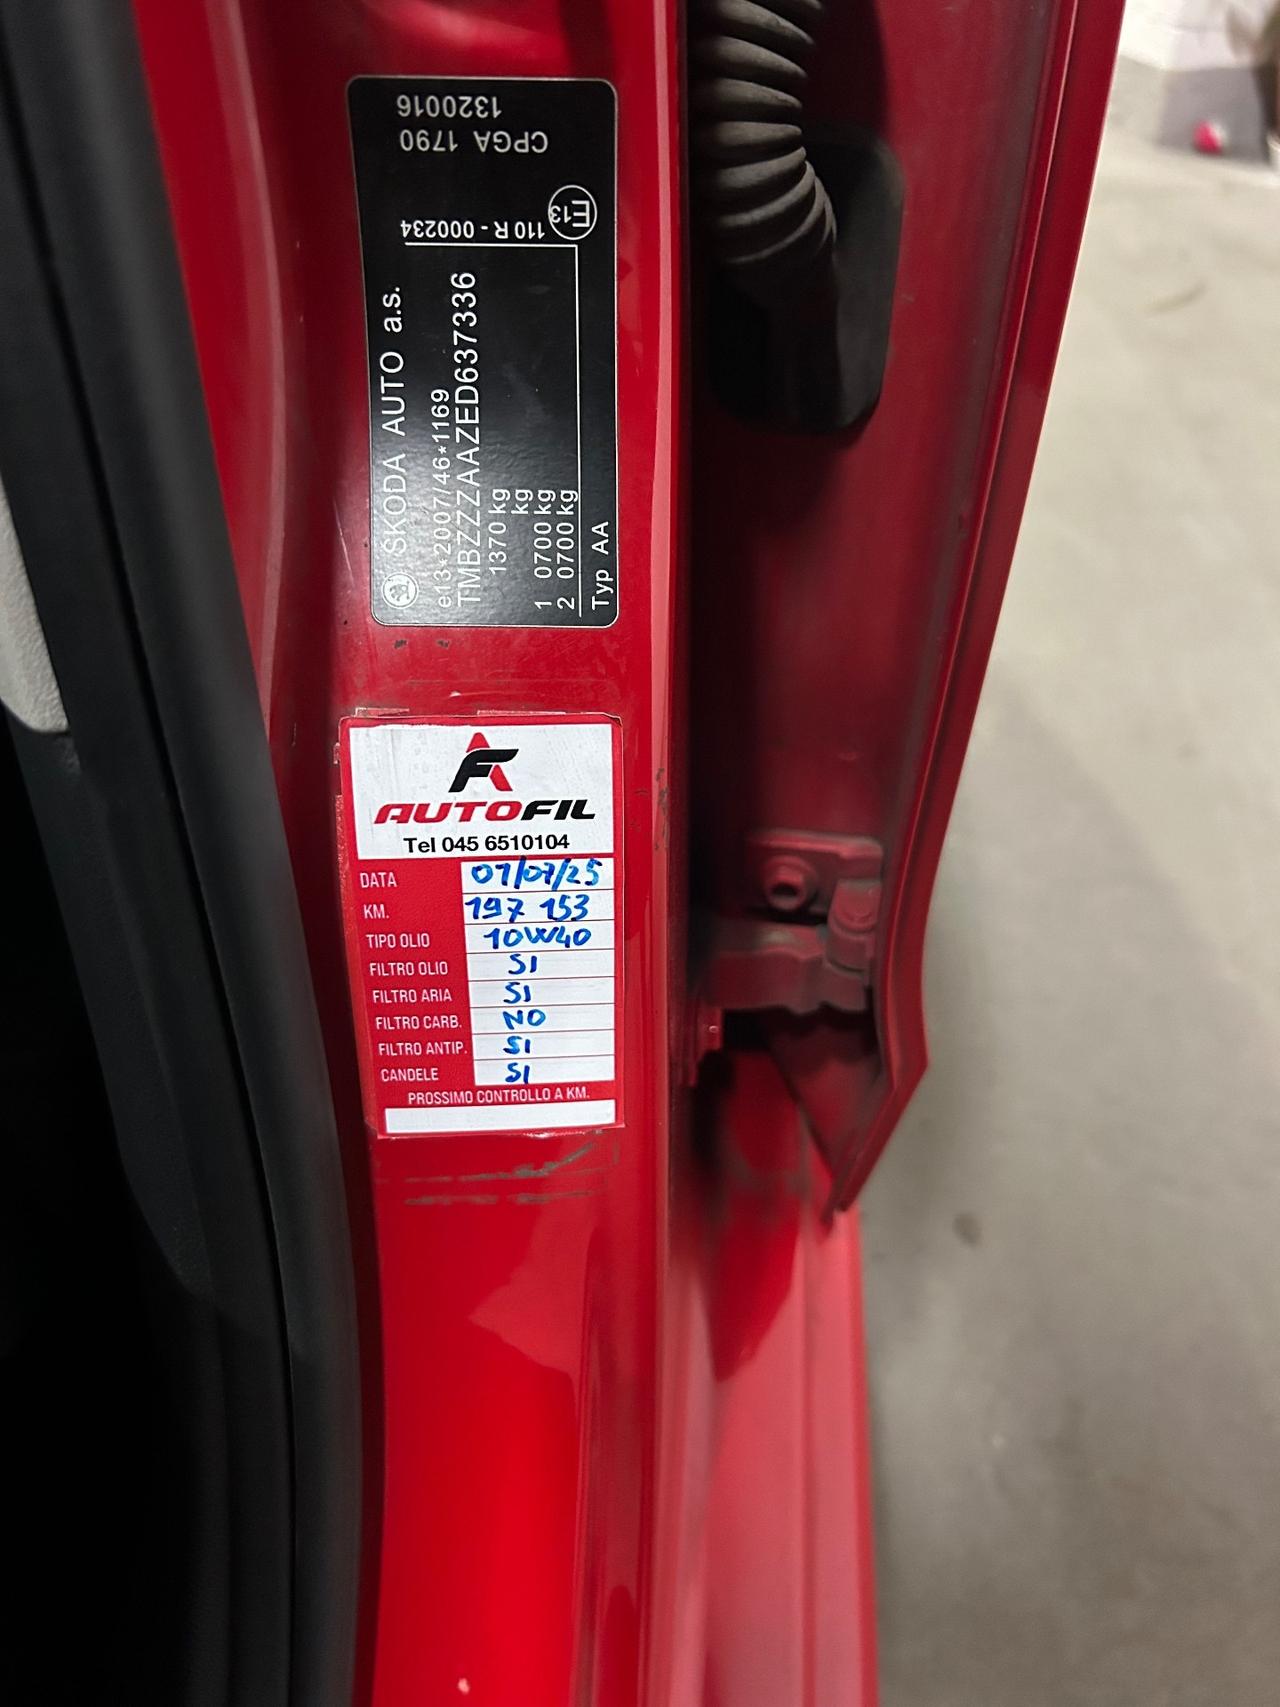 ŠKODA AUTO a.s.
e13*2007/46*1169
TMBZZZAAZED637336
1370 kg
kg
1 0700 kg
2 0700 kg
Typ AA
110 R - 000234
E13
CPGA 1790
1320016
AF
AUTOFIL
Tel 045 6510104
DATA 01/07/25
KM. 197 153
TIPO OLIO 10W40
FILTRO OLIO SI
FILTRO ARIA SI
FILTRO CARB. NO
FILTRO ANTIP. SI
CANDELE SI
PROSSIMO CONTROLLO A KM.